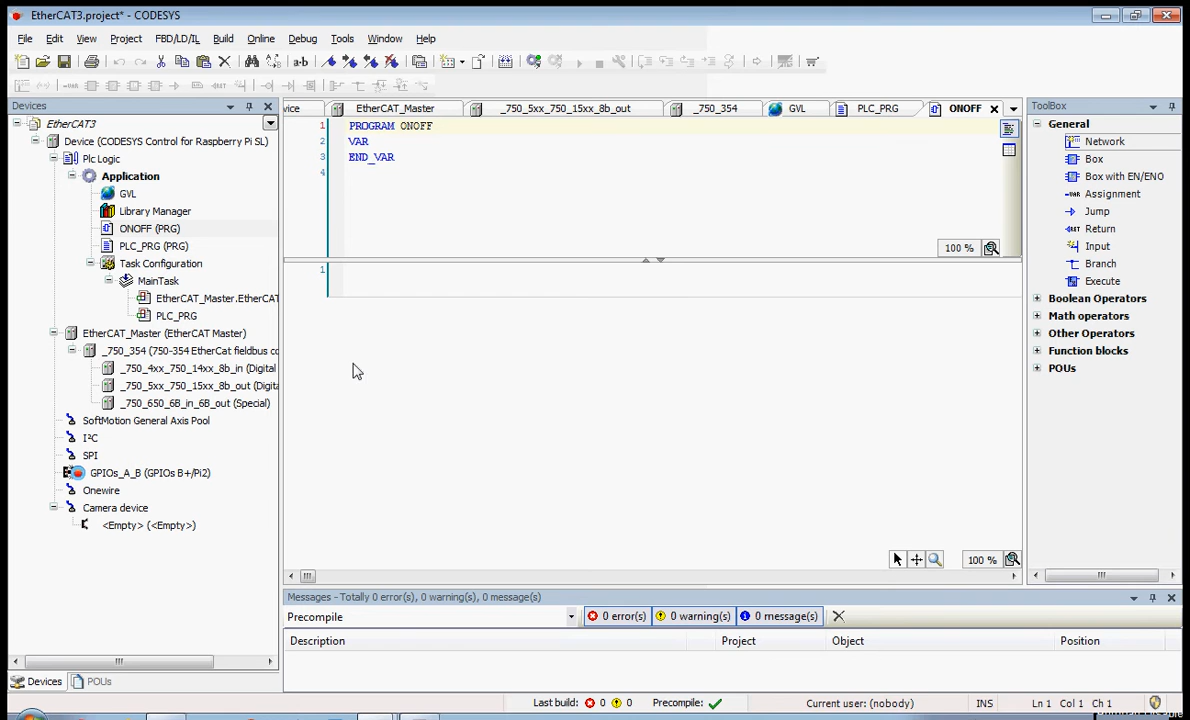 EtherCAT3.project* - CODESYS
File Edit View Project FBD/LD/IL Build Online Debug Tools Window Help
Devices
EtherCAT3
Device (CODESYS Control for Raspberry Pi SL)
Plc Logic
Application
GVL
Library Manager
ONOFF (PRG)
PLC_PRG (PRG)
Task Configuration
MainTask
EtherCAT_Master.EtherCAT
PLC_PRG
EtherCAT_Master (EtherCAT Master)
_750_354 (750-354 EtherCat fieldbus co
_750_4xx_750_14xx_8b_in (Digital
_750_5xx_750_15xx_8b_out (Digita
_750_650_6B_in_6B_out (Special)
SoftMotion General Axis Pool
I²C
SPI
GPIOs_A_B (GPIOs B+/Pi2)
Onewire
Camera device
<Empty> (<Empty>)
Devices POUs
vice EtherCAT_Master _750_5xx_750_15xx_8b_out _750_354 GVL PLC_PRG ONOFF
1 PROGRAM ONOFF
2 VAR
3 END_VAR
4
100 %
1
100 %
ToolBox
General
Network
Box
Box with EN/ENO
Assignment
Jump
Return
Input
Branch
Execute
Boolean Operators
Math operators
Other Operators
Function blocks
POUs
Messages - Totally 0 error(s), 0 warning(s), 0 message(s)
Precompile 0 error(s) 0 warning(s) 0 message(s)
Description Project Object Position
Last build: 0 0 Precompile: Current user: (nobody) INS Ln 1 Col 1 Ch 1